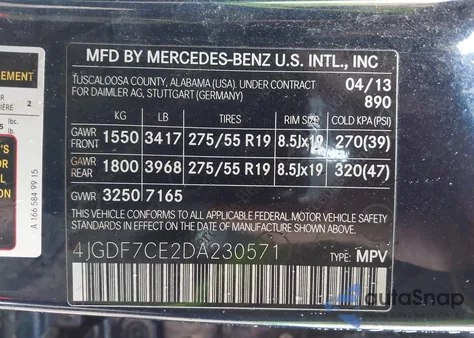 MFD BY MERCEDES-BENZ U.S. INTL., INC
TUSCALOOSA COUNTY, ALABAMA (USA). UNDER CONTRACT
FOR DAIMLER AG, STUTTGART (GERMANY)
04/13
890
KG LB TIRES RIM SIZE COLD KPA (PSI)
GAWR FRONT 1550 3417 275/55 R19 8.5Jx19 270(39)
GAWR REAR 1800 3968 275/55 R19 8.5Jx19 320(47)
GVWR 3250 7165
THIS VEHICLE CONFORMS TO ALL APPLICABLE FEDERAL MOTOR VEHICLE SAFETY
STANDARDS IN EFFECT ON THE DATE OF MANUFACTURE SHOWN ABOVE.
4JGDF7CE2DA230571
TYPE: MPV
EMENT
R
IERE 2
lbs.
A 166 584 99 15
autoSnap